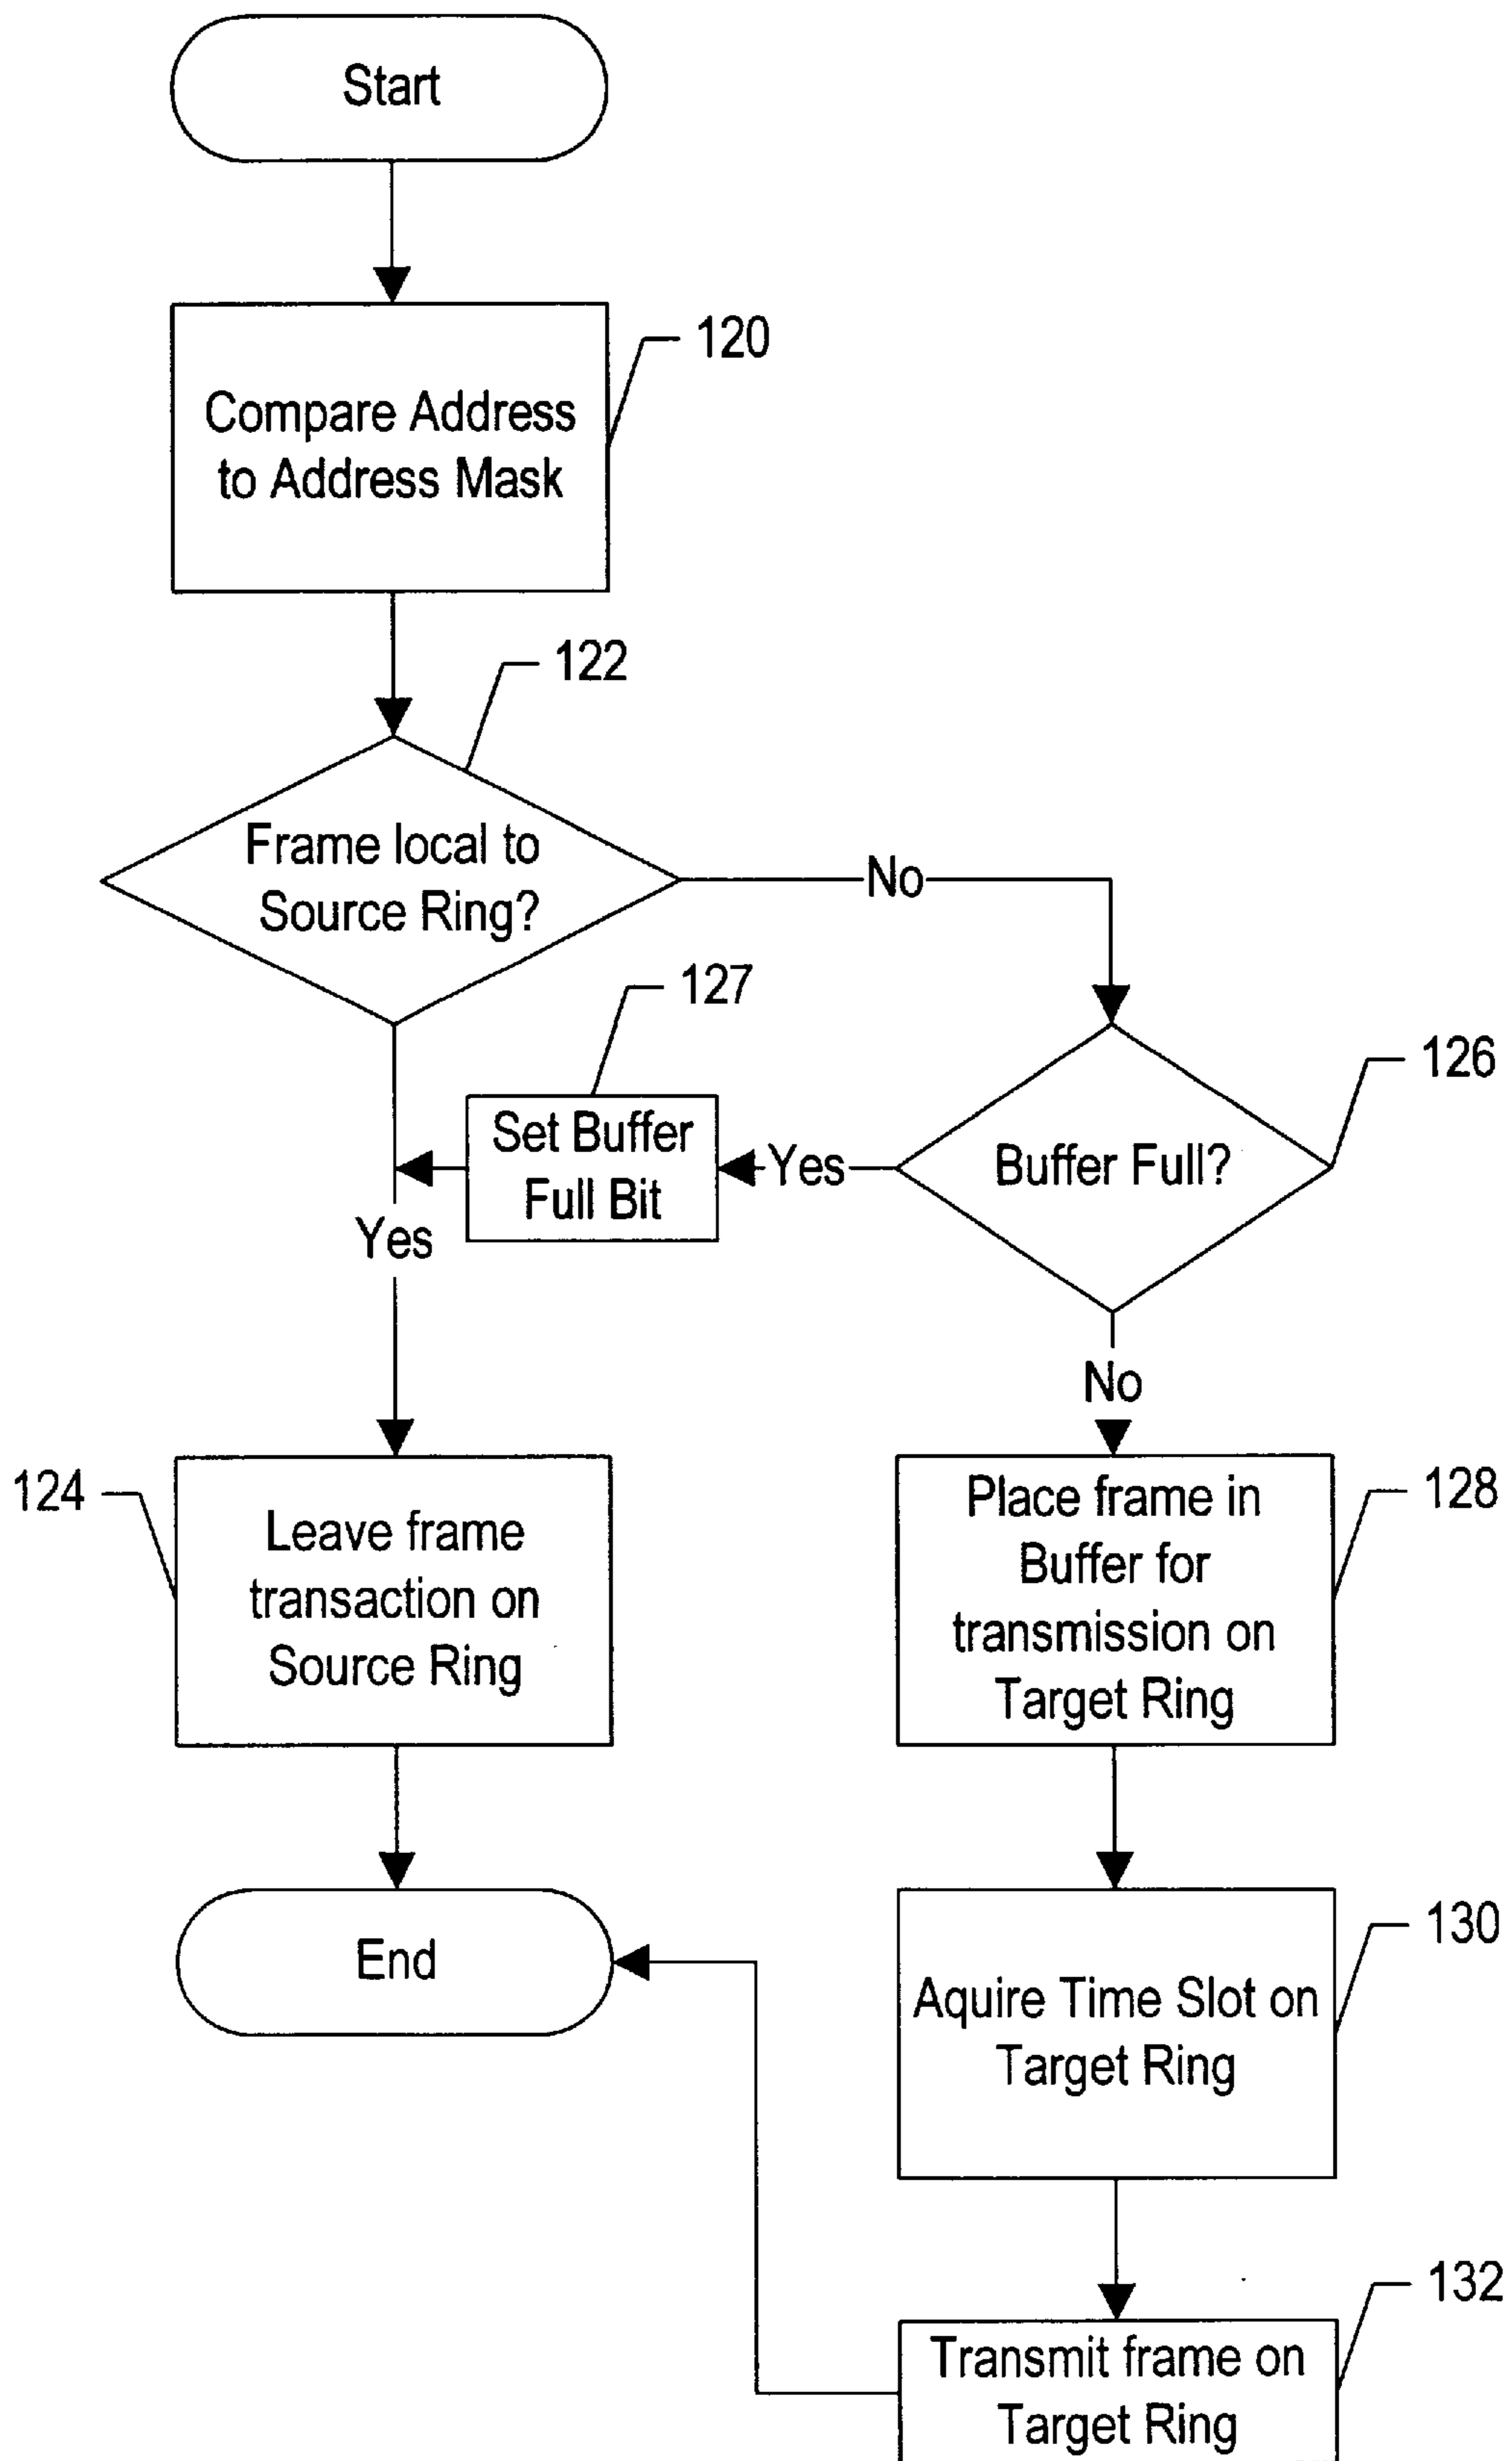 Start
120
Compare Address
to Address Mask
122
Frame local to
Source Ring?
No
127
126
Set Buffer
Full Bit
Yes
Buffer Full?
Yes
No
124
Leave frame
transaction on
Source Ring
128
Place frame in
Buffer for
transmission on
Target Ring
End
130
Aquire Time Slot on
Target Ring
132
Transmit frame on
Target Ring